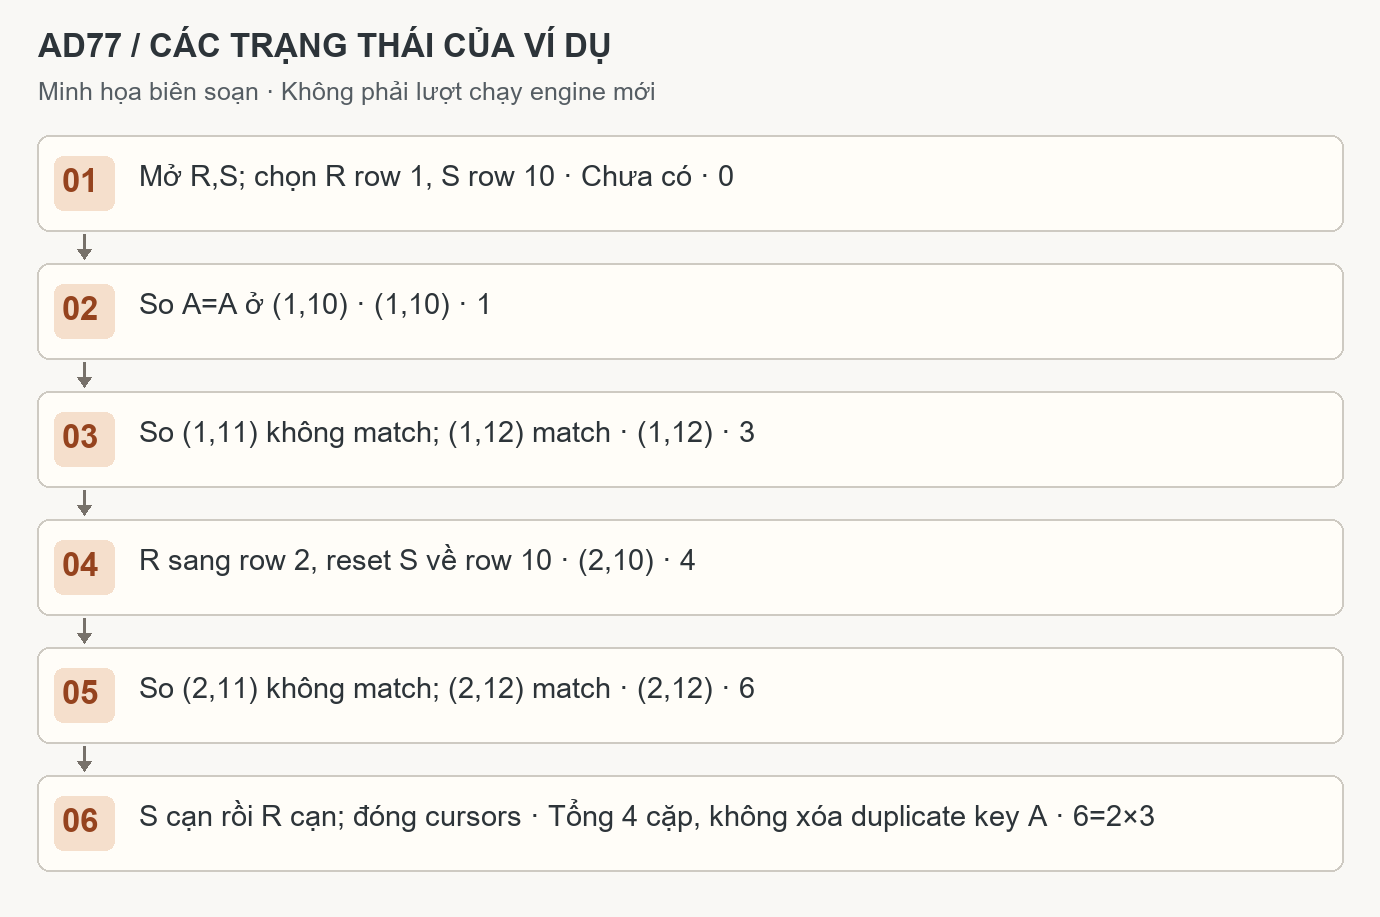 AD77 / CÁC TRẠNG THÁI CỦA VÍ DỤ
Minh họa biên soạn · Không phải lượt chạy engine mới
01 Mở R,S; chọn R row 1, S row 10 · Chưa có · 0
02 So A=A ở (1,10) · (1,10) · 1
03 So (1,11) không match; (1,12) match · (1,12) · 3
04 R sang row 2, reset S về row 10 · (2,10) · 4
05 So (2,11) không match; (2,12) match · (2,12) · 6
06 S cạn rồi R cạn; đóng cursors · Tổng 4 cặp, không xóa duplicate key A · 6=2×3